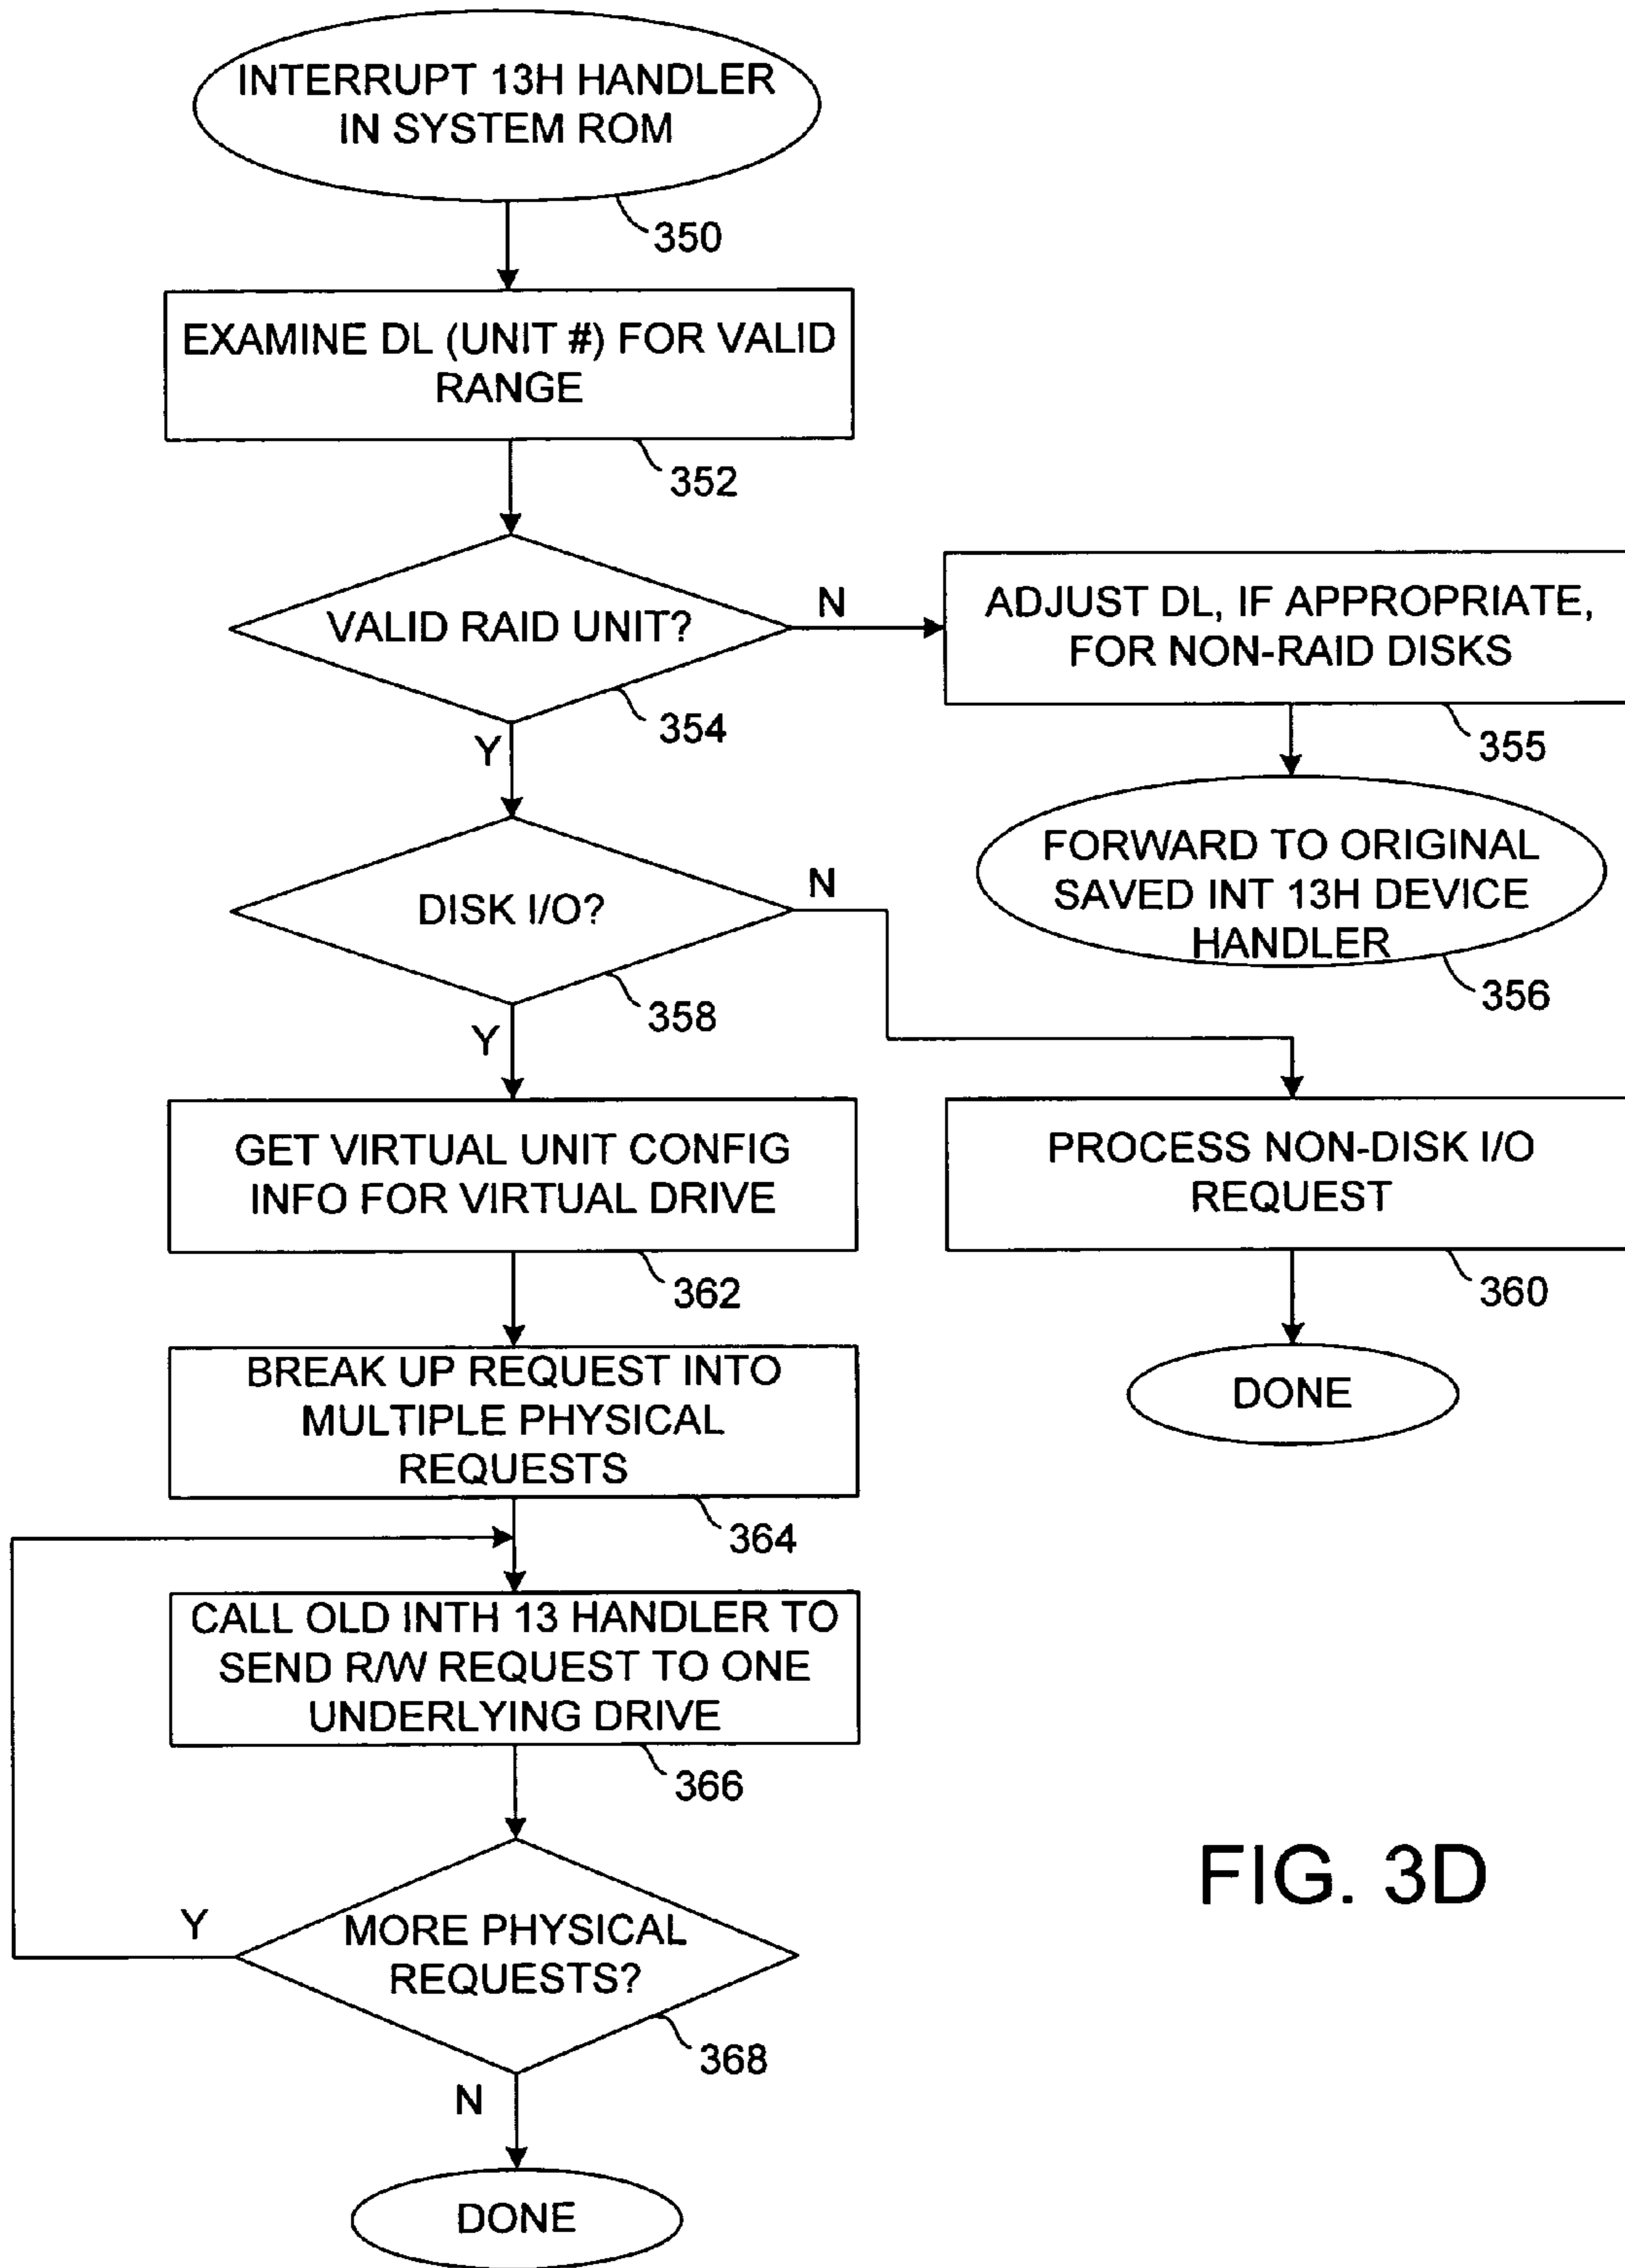 INTERRUPT 13H HANDLER
IN SYSTEM ROM
350
EXAMINE DL (UNIT #) FOR VALID
RANGE
352
VALID RAID UNIT?
354
N
Y
ADJUST DL, IF APPROPRIATE,
FOR NON-RAID DISKS
355
FORWARD TO ORIGINAL
SAVED INT 13H DEVICE
HANDLER
356
DISK I/O?
358
N
Y
PROCESS NON-DISK I/O
REQUEST
360
DONE
GET VIRTUAL UNIT CONFIG
INFO FOR VIRTUAL DRIVE
362
BREAK UP REQUEST INTO
MULTIPLE PHYSICAL
REQUESTS
364
CALL OLD INTH 13 HANDLER TO
SEND R/W REQUEST TO ONE
UNDERLYING DRIVE
366
MORE PHYSICAL
REQUESTS?
368
Y
N
DONE
FIG. 3D